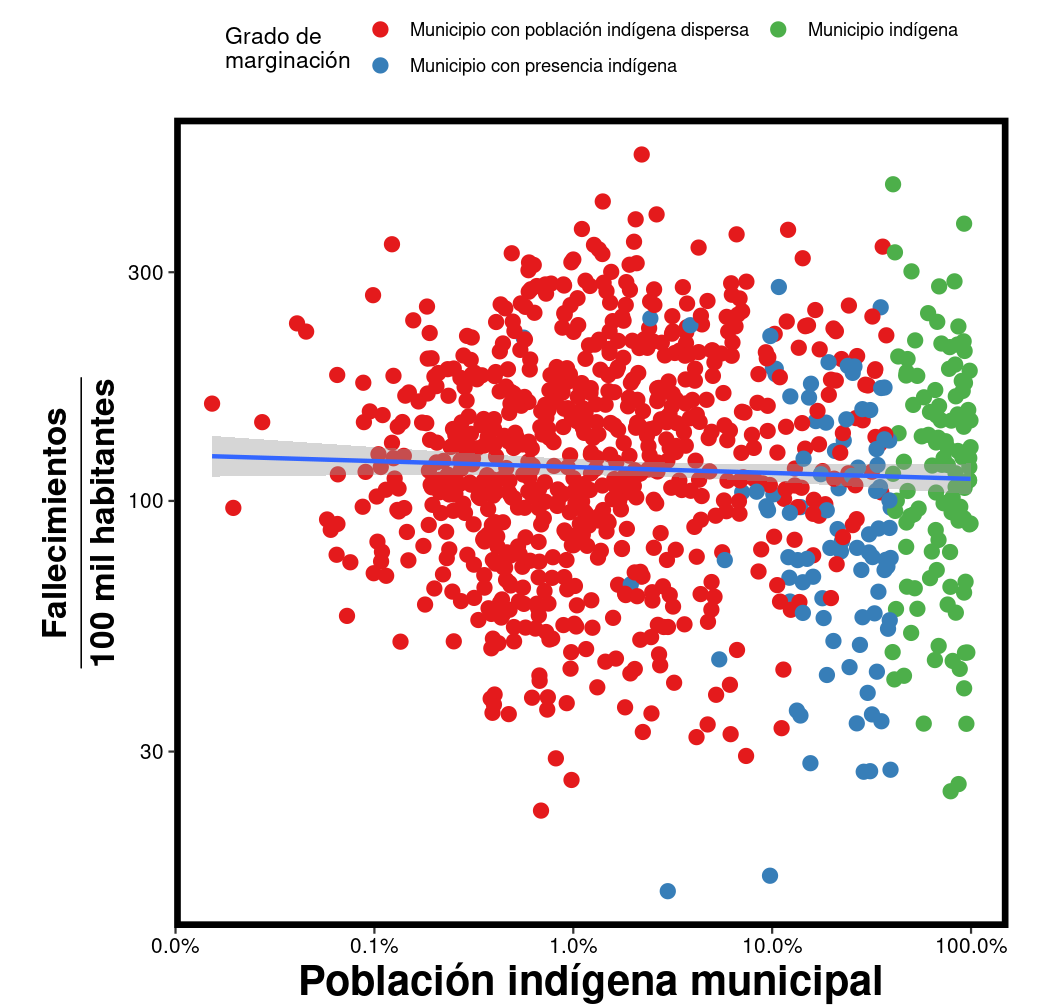 Grado de
marginación
Municipio con población indígena dispersa
Municipio indígena
Municipio con presencia indígena
Fallecimientos
100 mil habitantes
300
100
30
0.0%
0.1%
1.0%
10.0%
100.0%
Población indígena municipal